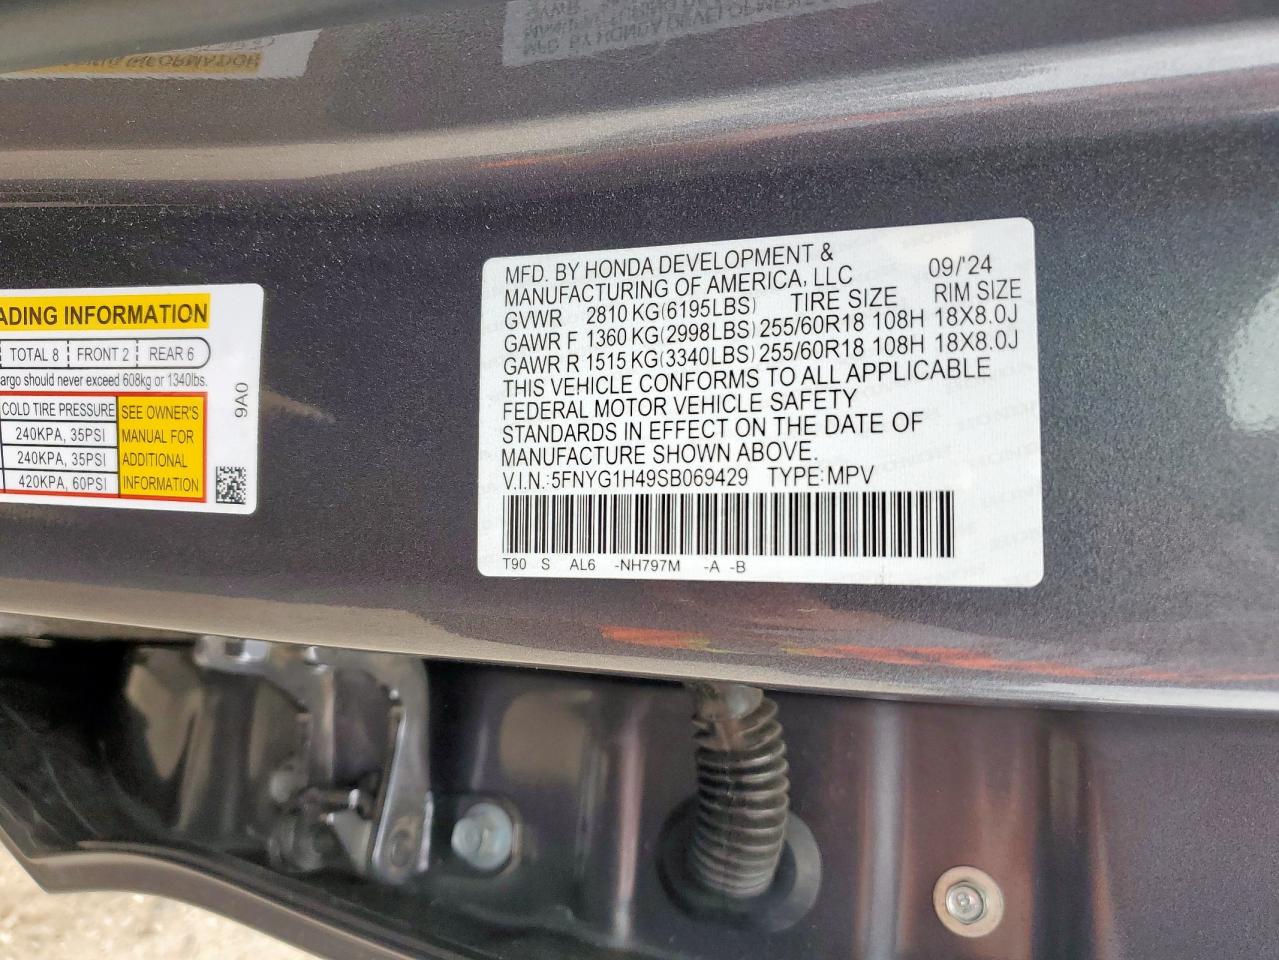 ADING INFORMATION
TOTAL 8 FRONT 2 REAR 6
argo should never exceed 608kg or 1340lbs.
COLD TIRE PRESSURE
240KPA, 35PSI
240KPA, 35PSI
420KPA, 60PSI
SEE OWNER'S
MANUAL FOR
ADDITIONAL
INFORMATION
9A0
MFD. BY HONDA DEVELOPMENT &
MANUFACTURING OF AMERICA, LLC 09/'24
GVWR 2810 KG(6195LBS) TIRE SIZE RIM SIZE
GAWR F 1360 KG(2998LBS) 255/60R18 108H 18X8.0J
GAWR R 1515 KG(3340LBS) 255/60R18 108H 18X8.0J
THIS VEHICLE CONFORMS TO ALL APPLICABLE
FEDERAL MOTOR VEHICLE SAFETY
STANDARDS IN EFFECT ON THE DATE OF
MANUFACTURE SHOWN ABOVE.
V.I.N.:5FNYG1H49SB069429 TYPE:MPV
T90 S AL6 -NH797M -A -B